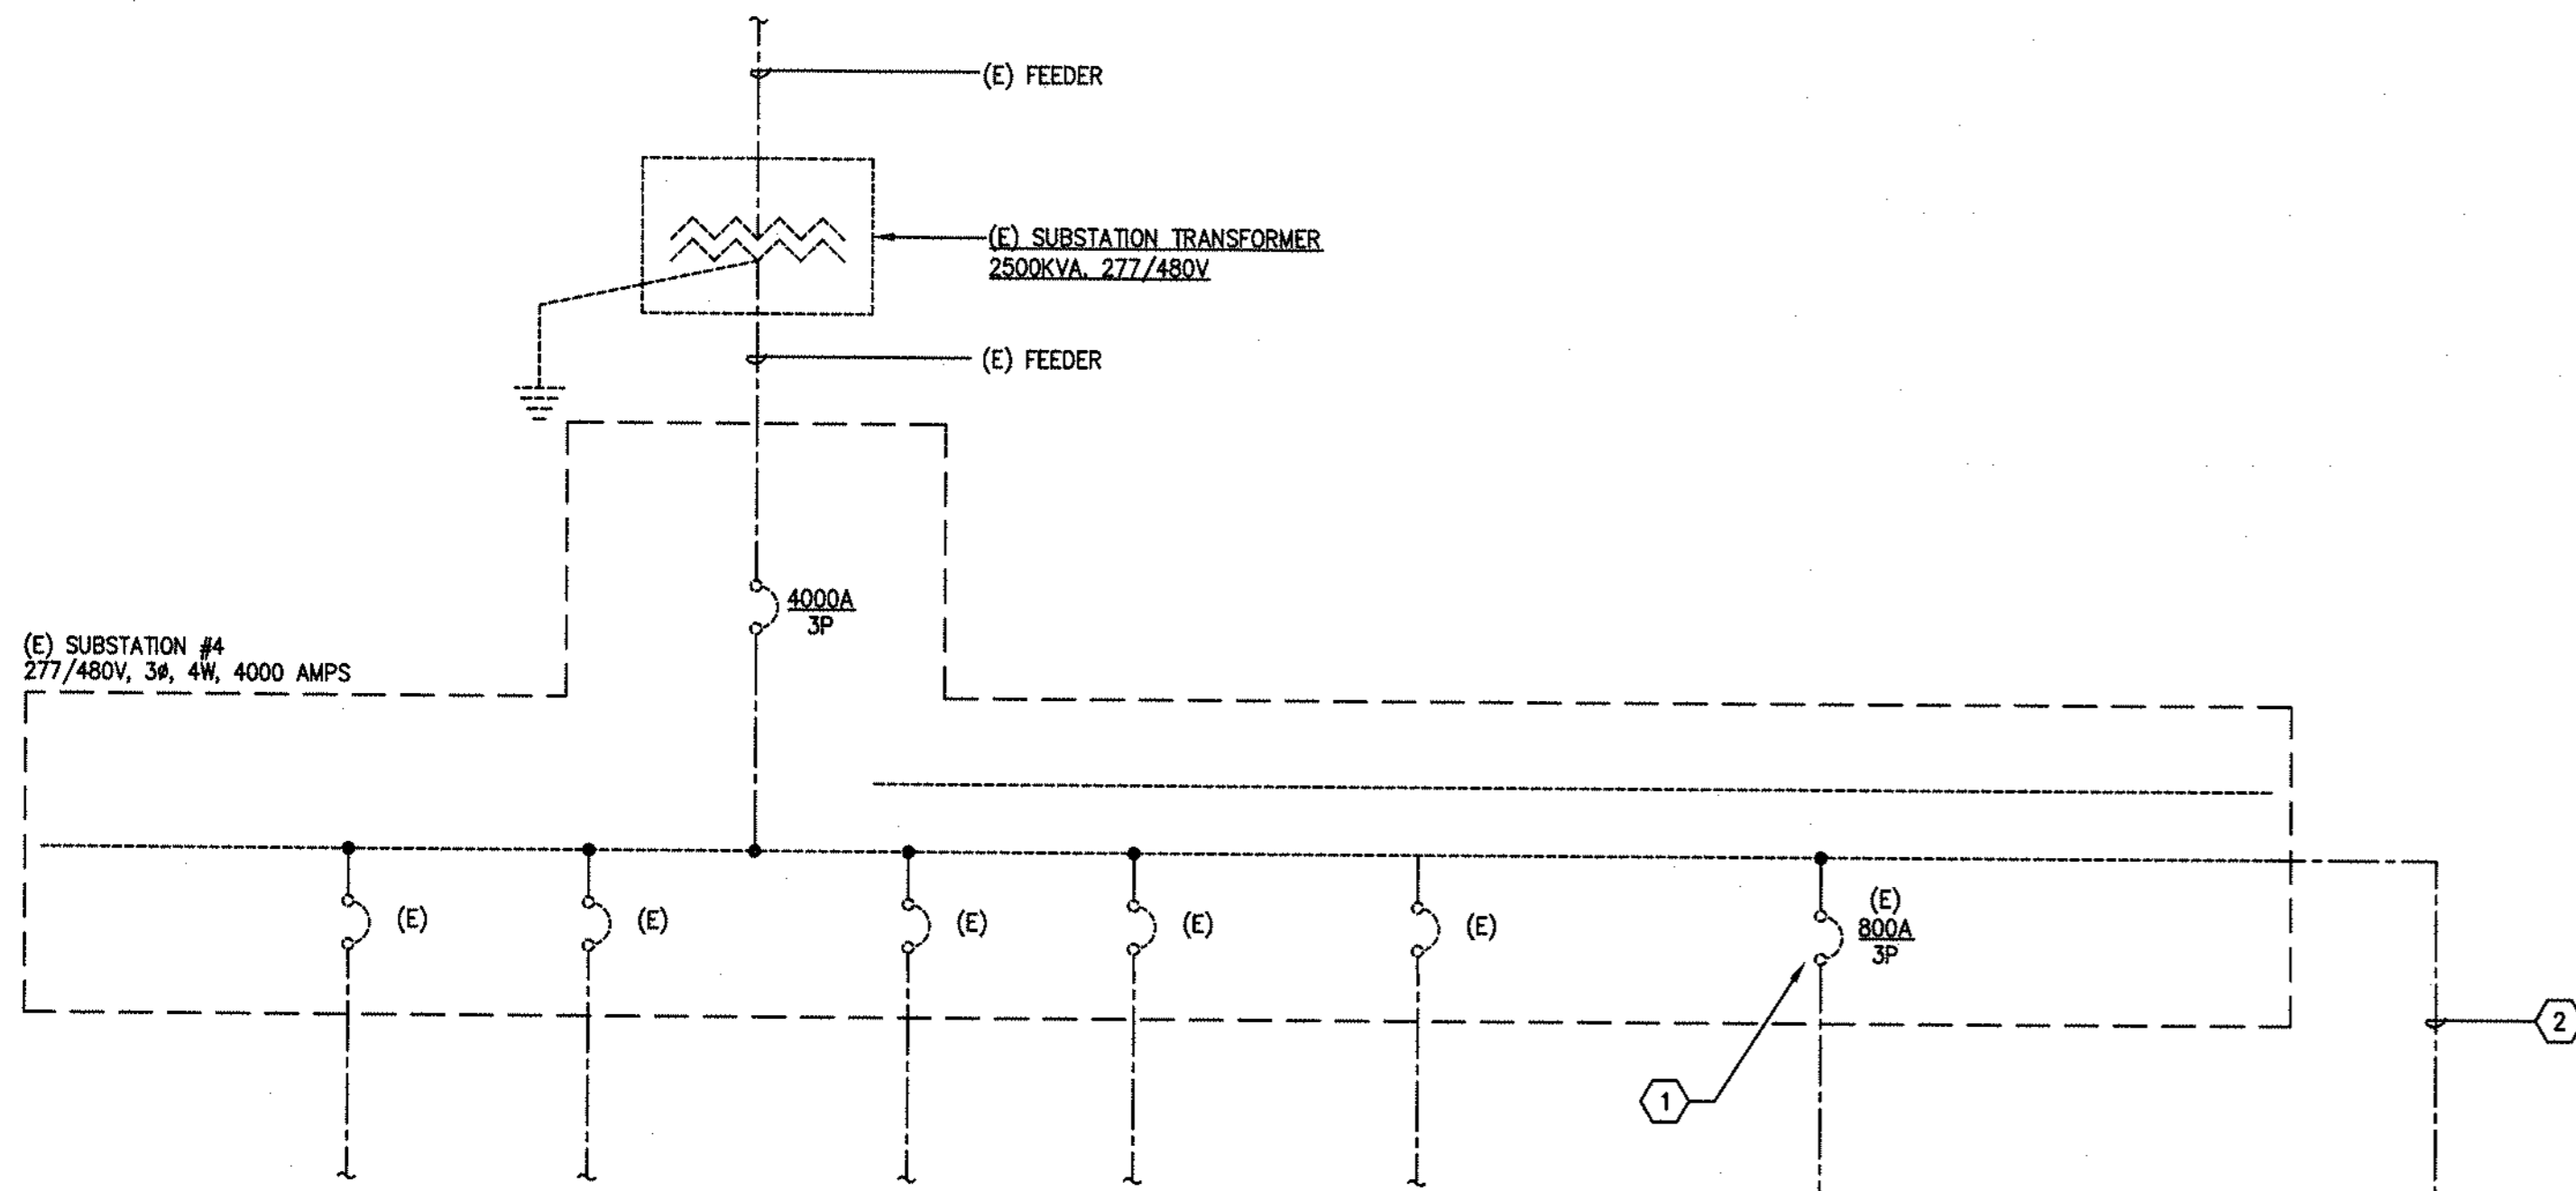 (E) FEEDER
(E) SUBSTATION TRANSFORMER
2500KVA, 277/480V
(E) FEEDER
4000A
3P
(E) SUBSTATION #4
277/480V, 3ø, 4W, 4000 AMPS
(E)
(E)
(E)
(E)
(E)
(E)
800A
3P
1
2